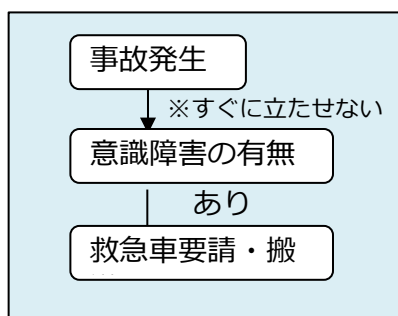 事故発生
※すぐに立たせない
意識障害の有無
あり
救急車要請・搬